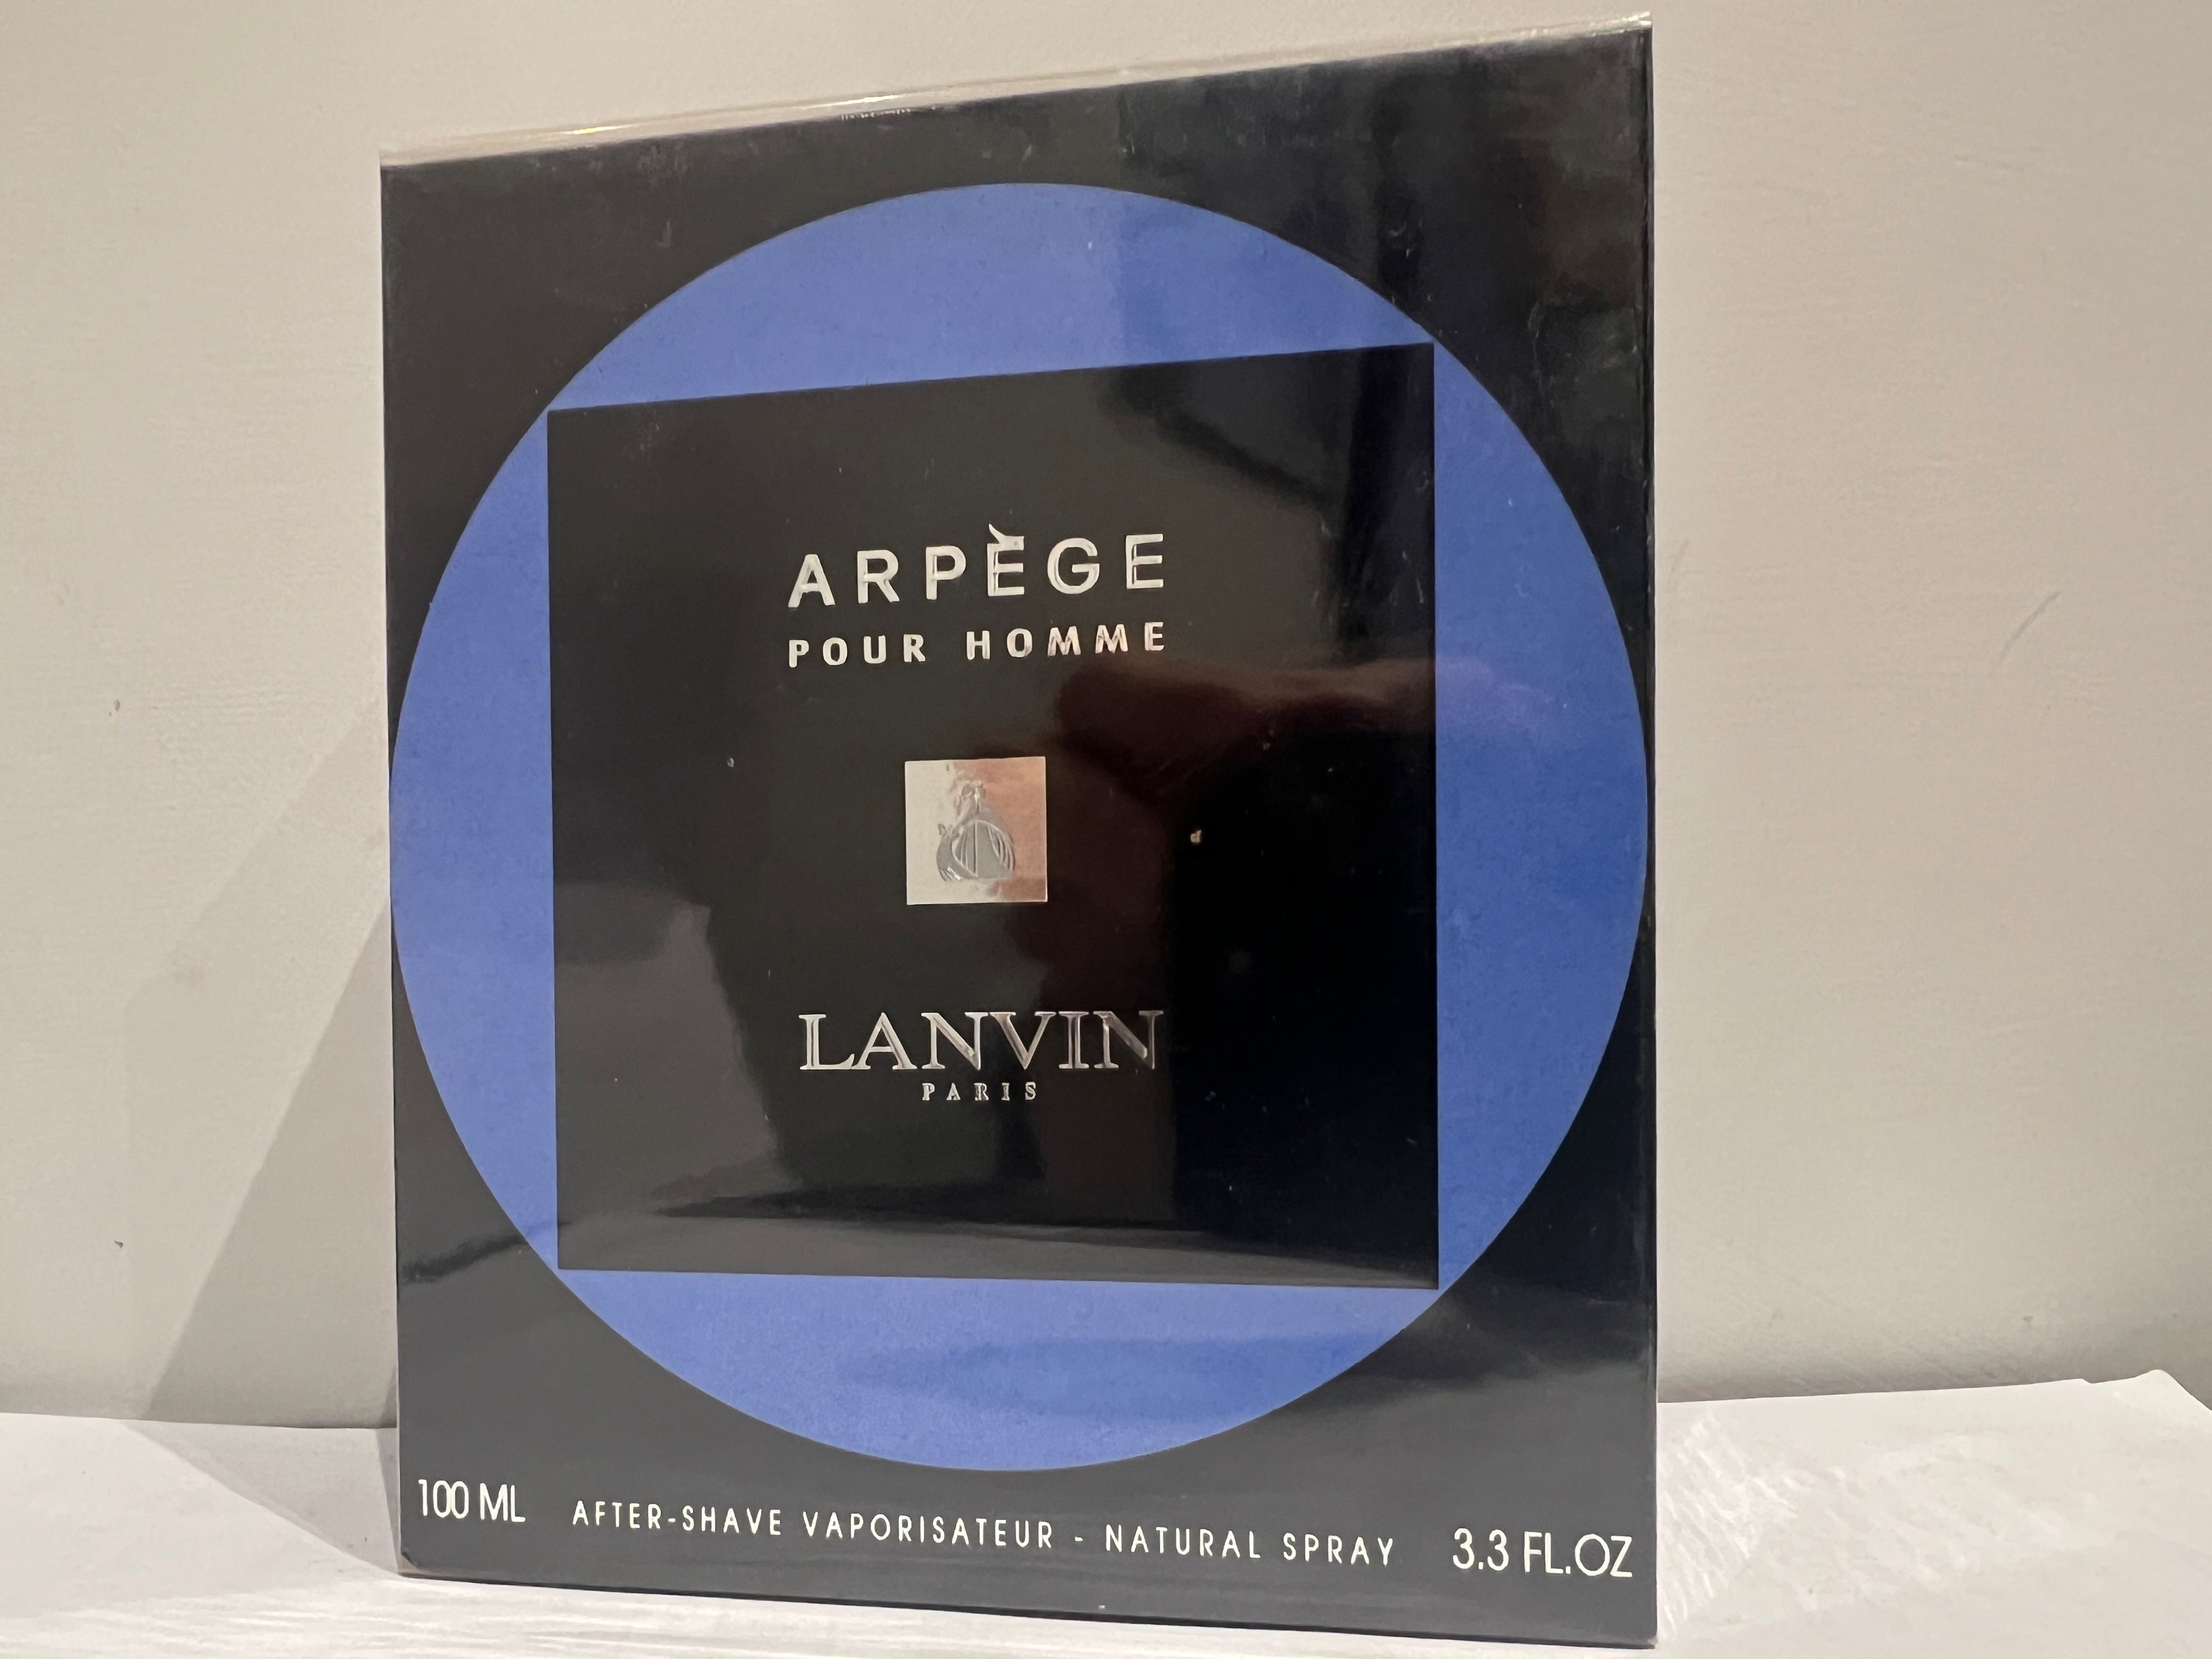 ARPÈGE
POUR HOMME
LANVIN
PARIS
100 ML AFTER-SHAVE VAPORISATEUR - NATURAL SPRAY 3.3 FL.OZ